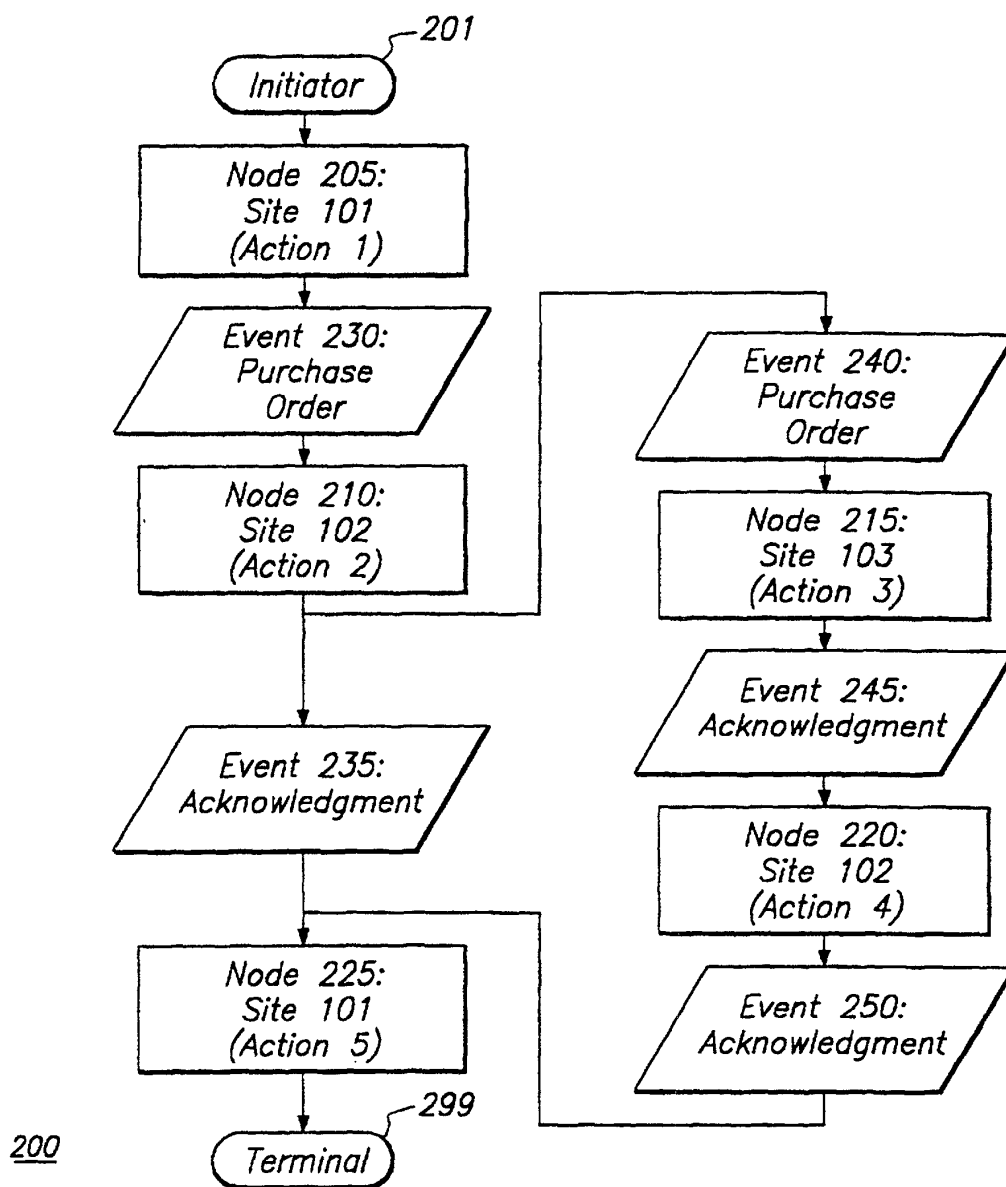 201
Initiator
Node 205:
Site 101
(Action 1)
Event 230:
Purchase
Order
Node 210:
Site 102
(Action 2)
Event 235:
Acknowledgment
Node 225:
Site 101
(Action 5)
299
Terminal
200
Event 240:
Purchase
Order
Node 215:
Site 103
(Action 3)
Event 245:
Acknowledgment
Node 220:
Site 102
(Action 4)
Event 250:
Acknowledgment